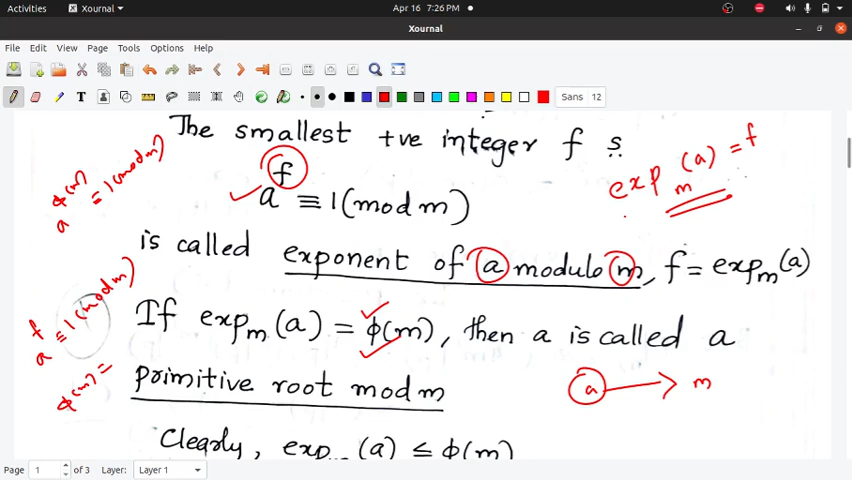 Activities Xournal Apr 16 7:26 PM
Xournal
File Edit View Page Tools Options Help
Sans 12
The smallest +ve integer f s
exp_m(a) = f
a^f ≡ 1(mod m)
a^ϕ(m) ≡ 1(mod m)
is called exponent of a modulo m, f = exp_m(a)
a^f ≡ 1(mod m)
If exp_m(a) = ϕ(m), then a is called a
ϕ(m) =
primitive root mod m
a → m
Clearly, exp_m(a) ≤ ϕ(m)
Page 1 of 3 Layer: Layer 1